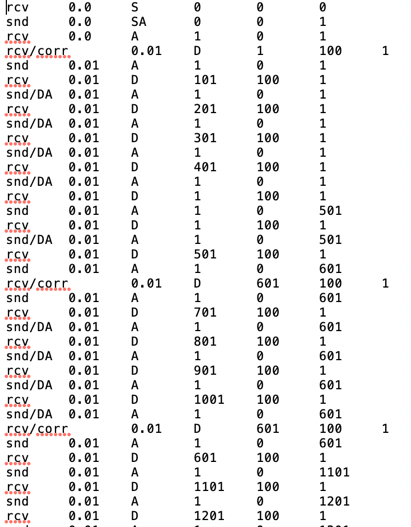 rcv 0.0 S 0 0 0
snd 0.0 SA 0 0 1
rcv 0.0 A 1 0 1
rcv/corr 0.01 D 1 100 1
snd 0.01 A 1 0 1
rcv 0.01 D 101 100 1
snd/DA 0.01 A 1 0 1
rcv 0.01 D 201 100 1
snd/DA 0.01 A 1 0 1
rcv 0.01 D 301 100 1
snd/DA 0.01 A 1 0 1
rcv 0.01 D 401 100 1
snd/DA 0.01 A 1 0 1
rcv 0.01 D 1 100 1
snd 0.01 A 1 0 501
rcv 0.01 D 1 100 1
snd/DA 0.01 A 1 0 501
rcv 0.01 D 501 100 1
snd 0.01 A 1 0 601
rcv/corr 0.01 D 601 100 1
snd 0.01 A 1 0 601
rcv 0.01 D 701 100 1
snd/DA 0.01 A 1 0 601
rcv 0.01 D 801 100 1
snd/DA 0.01 A 1 0 601
rcv 0.01 D 901 100 1
snd/DA 0.01 A 1 0 601
rcv 0.01 D 1001 100 1
snd/DA 0.01 A 1 0 601
rcv/corr 0.01 D 601 100 1
snd 0.01 A 1 0 601
rcv 0.01 D 601 100 1
snd 0.01 A 1 0 1101
rcv 0.01 D 1101 100 1
snd 0.01 A 1 0 1201
rcv 0.01 D 1201 100 1